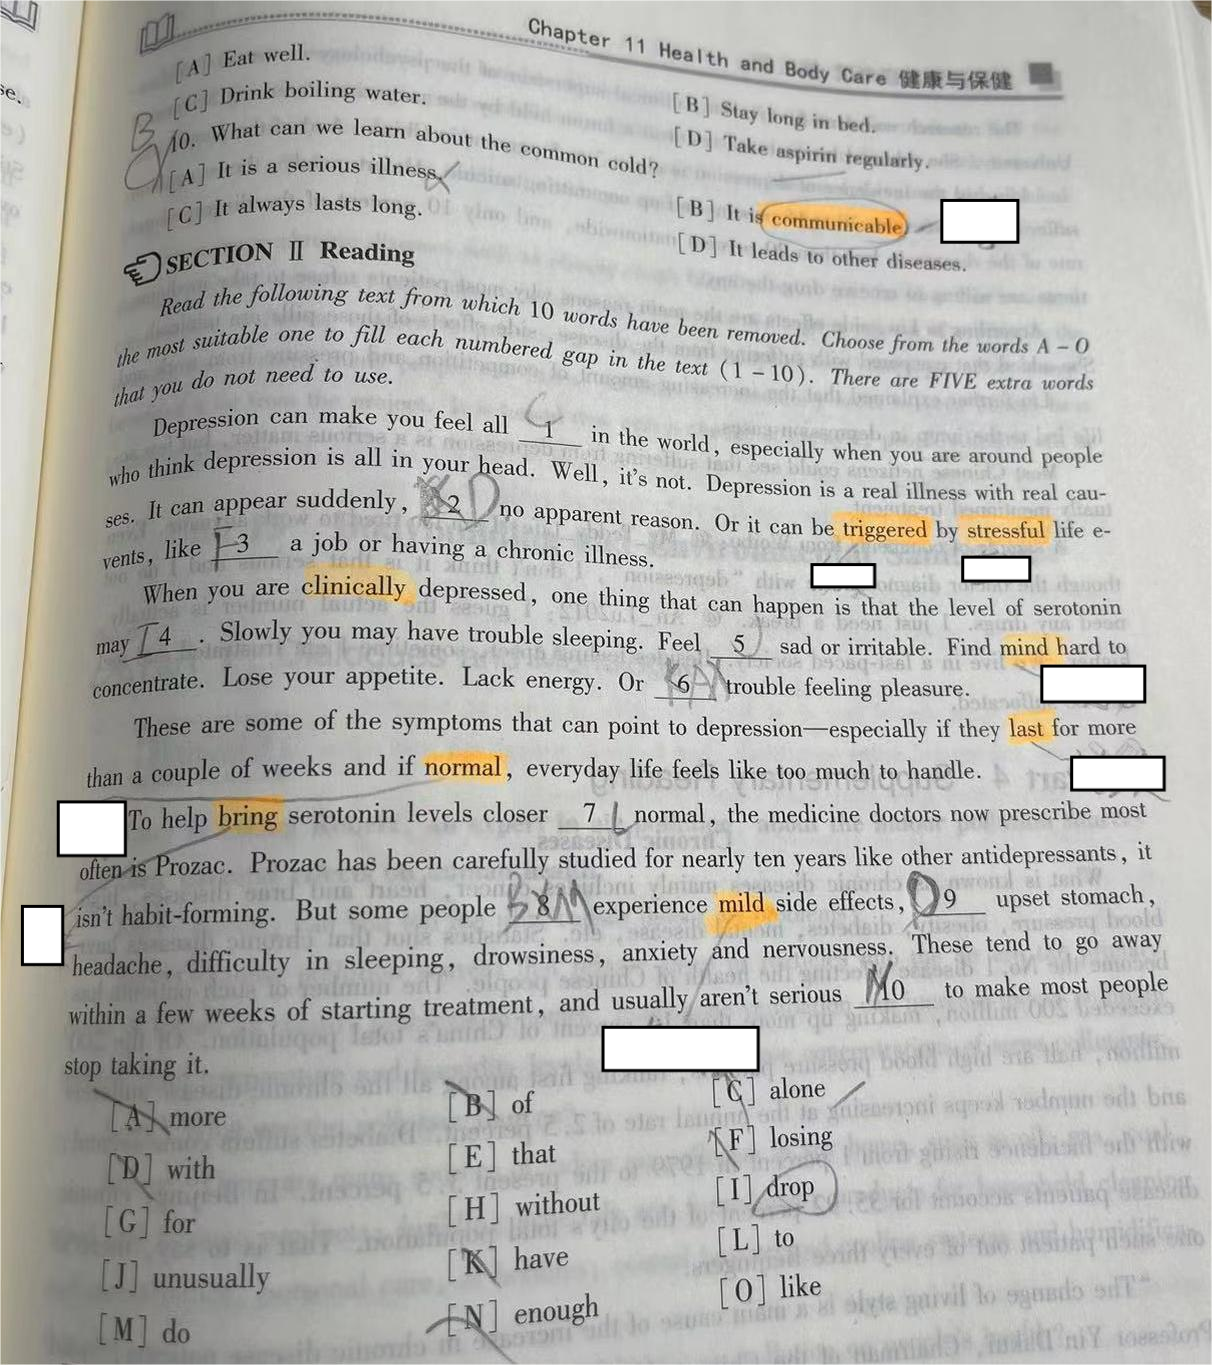 Chapter 11 Health and Body Care 健康与保健
se.
[A] Eat well.
[B] Stay long in bed.
[C] Drink boiling water.
[D] Take aspirin regularly.
B
10. What can we learn about the common cold?
[A] It is a serious illness.
[B] It is communicable
[C] It always lasts long.
[D] It leads to other diseases.
SECTION Ⅱ Reading
Read the following text from which 10 words have been removed. Choose from the words A – O
the most suitable one to fill each numbered gap in the text (1 – 10). There are FIVE extra words
that you do not need to use.
Depression can make you feel all C 1 in the world, especially when you are around people
who think depression is all in your head. Well, it's not. Depression is a real illness with real cau-
ses. It can appear suddenly, 2 D no apparent reason. Or it can be triggered by stressful life e-
vents, like F 3 a job or having a chronic illness.
When you are clinically depressed, one thing that can happen is that the level of serotonin
may I 4 . Slowly you may have trouble sleeping. Feel 5 J sad or irritable. Find mind hard to
concentrate. Lose your appetite. Lack energy. Or K 6 A trouble feeling pleasure.
These are some of the symptoms that can point to depression—especially if they last for more
than a couple of weeks and if normal, everyday life feels like too much to handle.
To help bring serotonin levels closer 7 L normal, the medicine doctors now prescribe most
often is Prozac. Prozac has been carefully studied for nearly ten years like other antidepressants, it
isn't habit-forming. But some people 8 M experience mild side effects, O 9 upset stomach,
headache, difficulty in sleeping, drowsiness, anxiety and nervousness. These tend to go away
within a few weeks of starting treatment, and usually aren't serious 10 to make most people
stop taking it.
[A] more
[B] of
[C] alone
[D] with
[E] that
[F] losing
[G] for
[H] without
[I] drop
[J] unusually
[K] have
[L] to
[M] do
[N] enough
[O] like